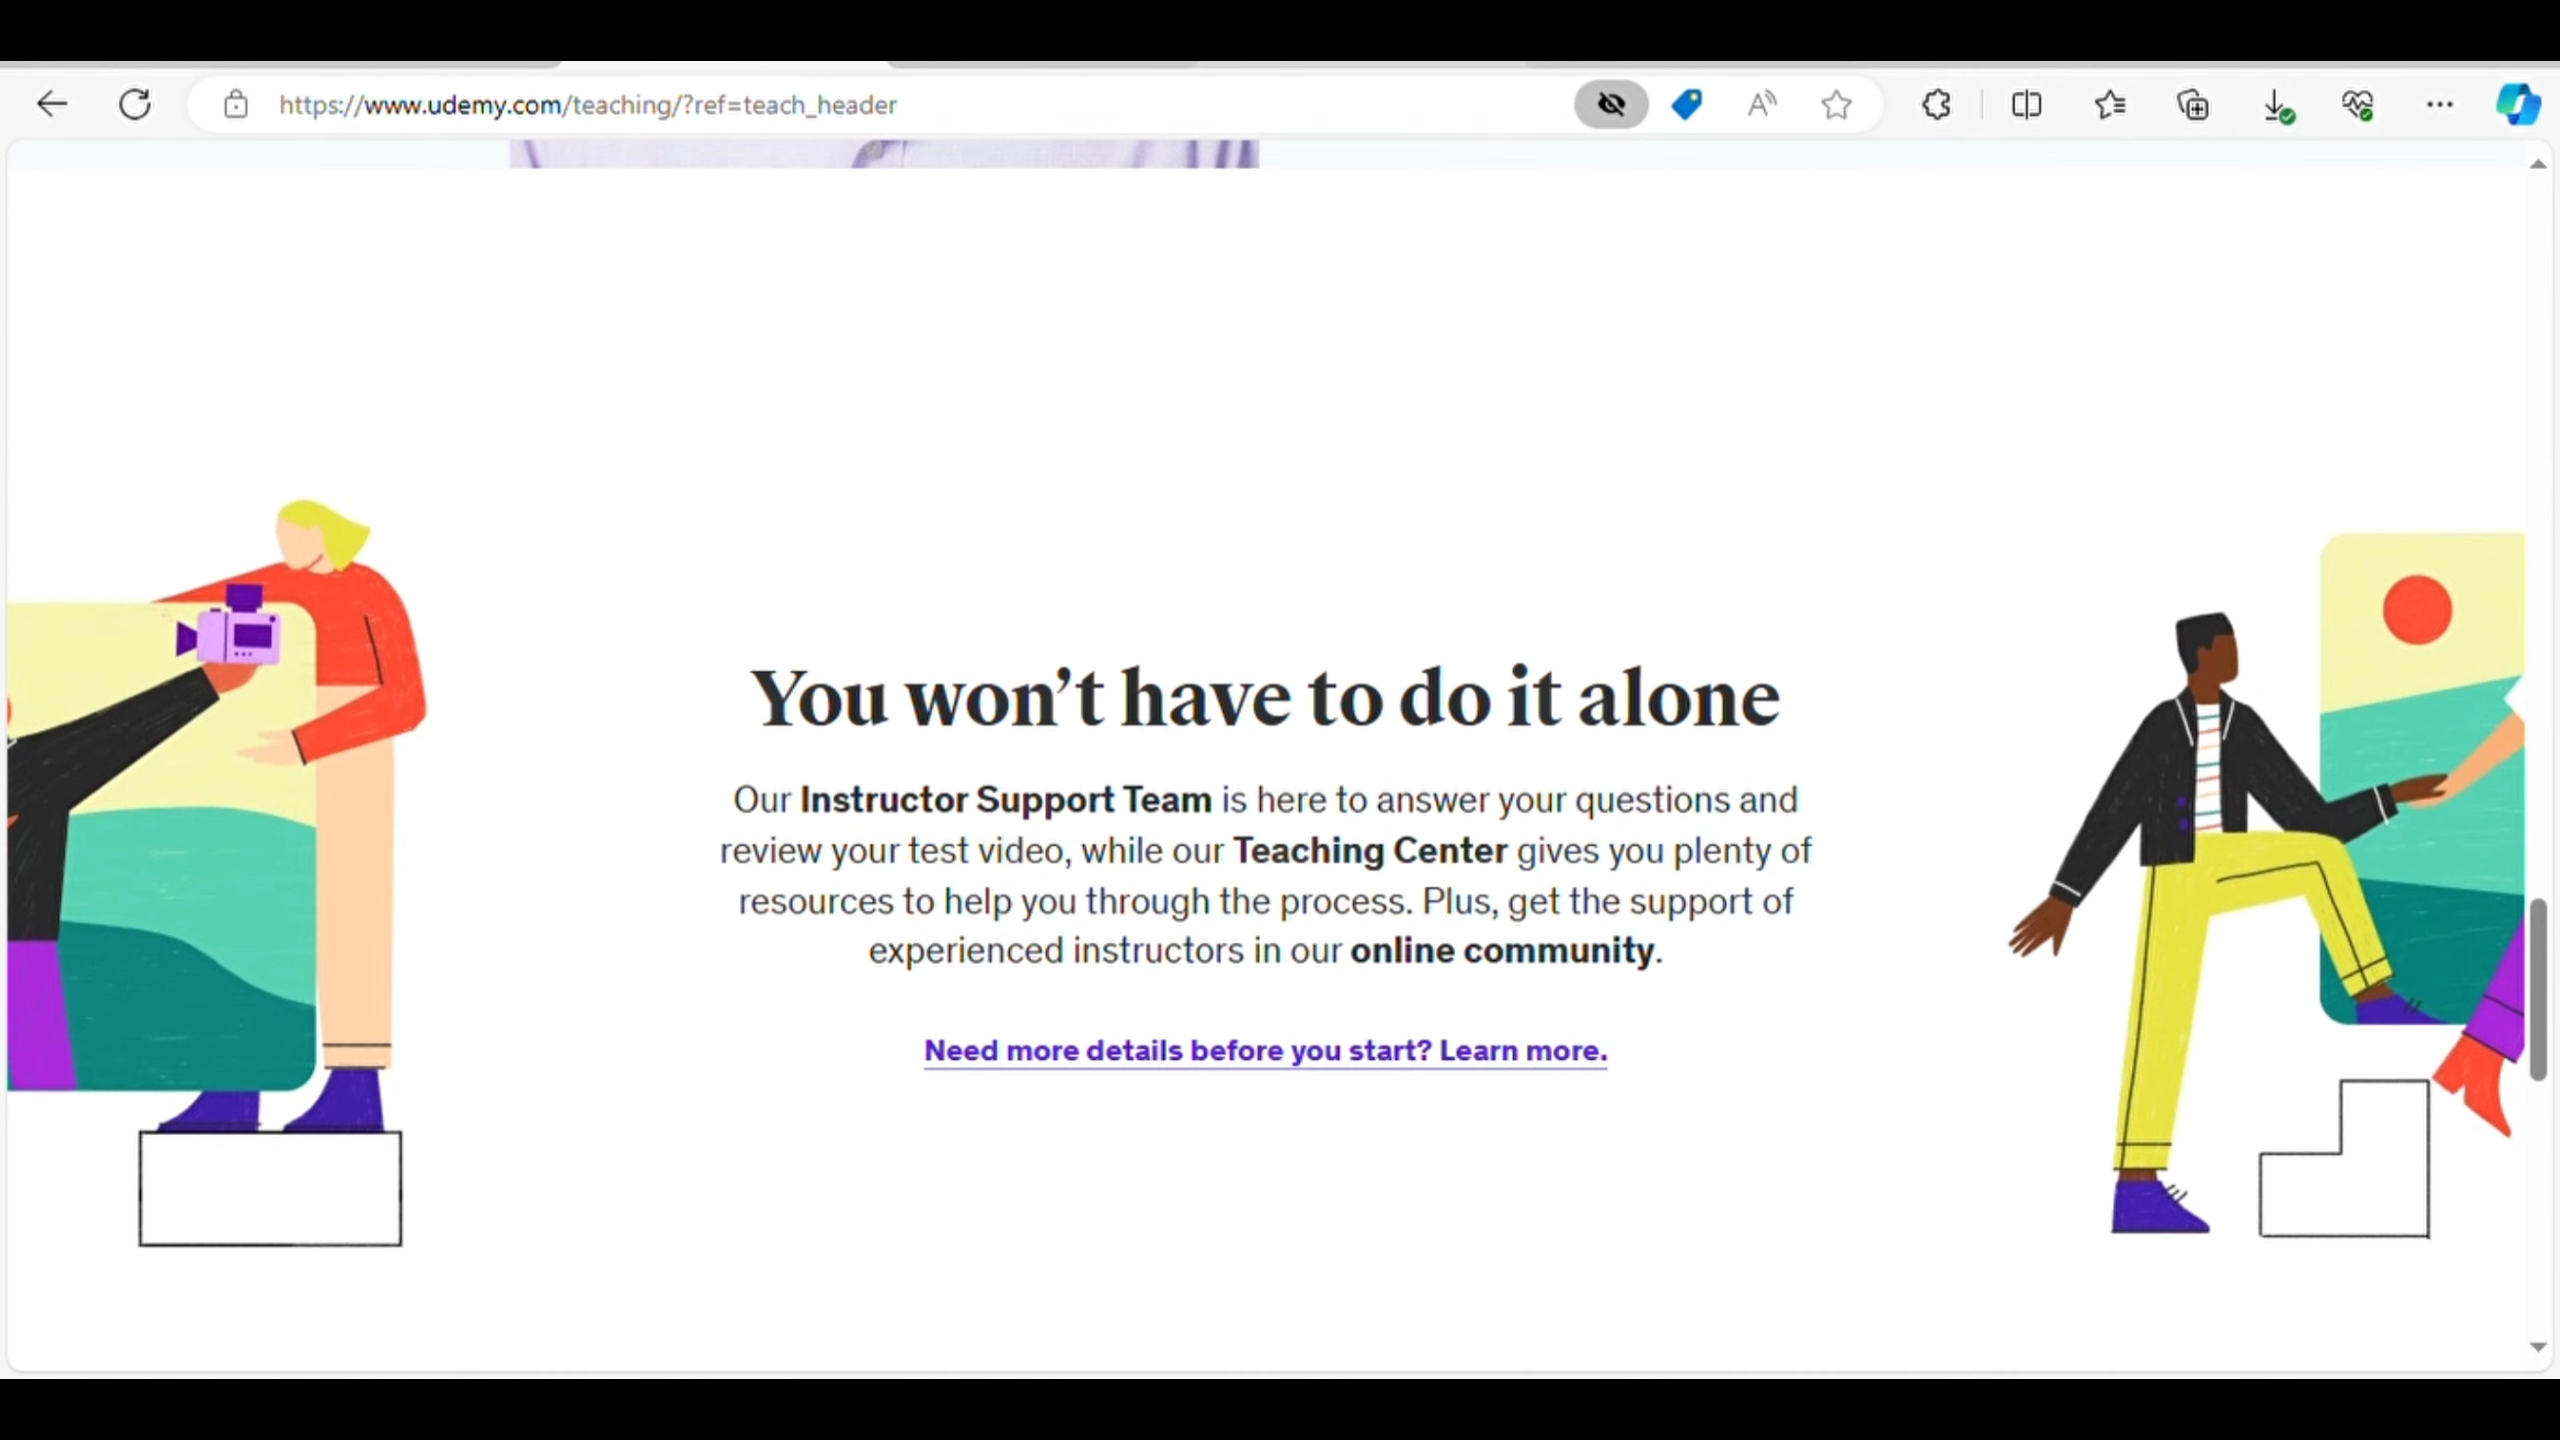 https://www.udemy.com/teaching/?ref=teach_header
You won’t have to do it alone
Our Instructor Support Team is here to answer your questions and
review your test video, while our Teaching Center gives you plenty of
resources to help you through the process. Plus, get the support of
experienced instructors in our online community.
Need more details before you start? Learn more.